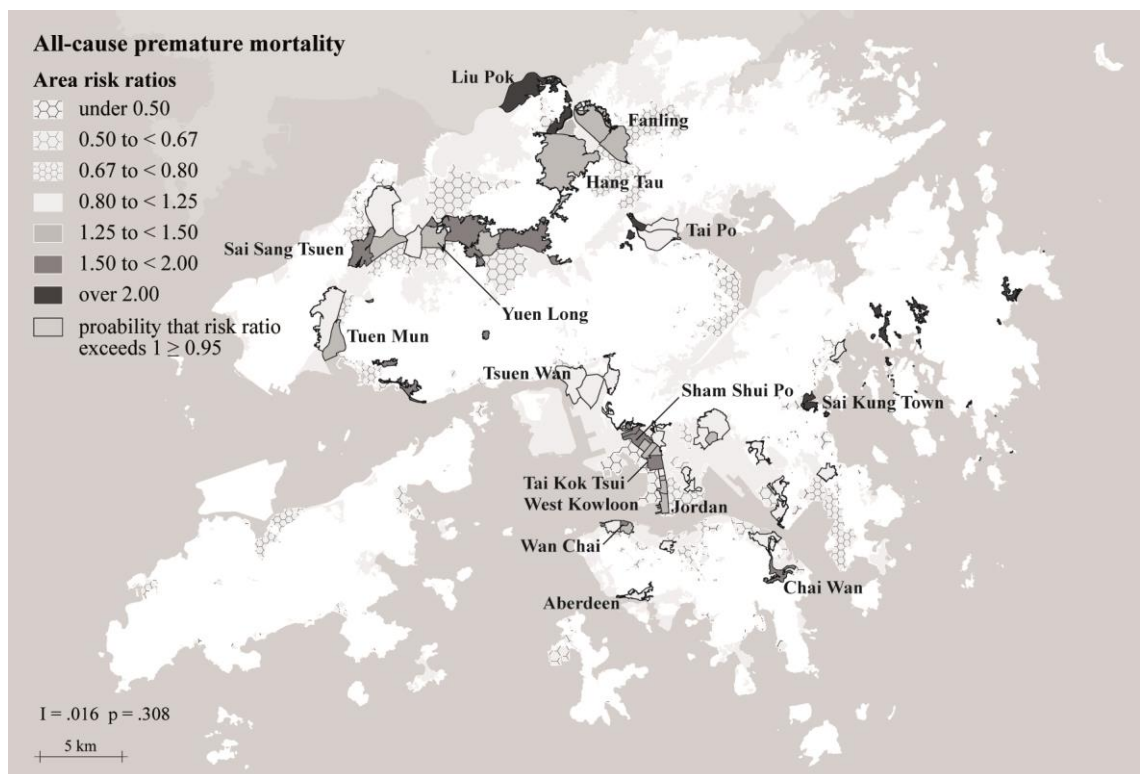 All-cause premature mortality
Area risk ratios
under 0.50
0.50 to < 0.67
0.67 to < 0.80
0.80 to < 1.25
1.25 to < 1.50
1.50 to < 2.00
over 2.00
proability that risk ratio
exceeds 1 ≥ 0.95
Liu Pok
Fanling
Hang Tau
Tai Po
Sai Sang Tsuen
Yuen Long
Tuen Mun
Tsuen Wan
Sham Shui Po
Sai Kung Town
Tai Kok Tsui
West Kowloon
Jordan
Wan Chai
Chai Wan
Aberdeen
I = .016 p = .308
5 km